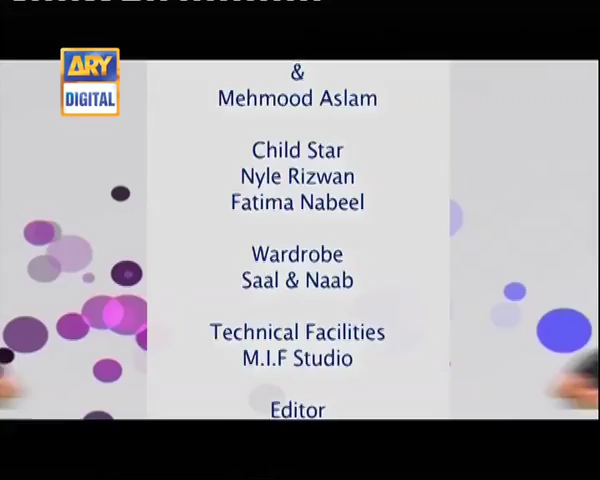 ARY
DIGITAL
&
Mehmood Aslam
Child Star
Nyle Rizwan
Fatima Nabeel
Wardrobe
Saal & Naab
Technical Facilities
M.I.F Studio
Editor